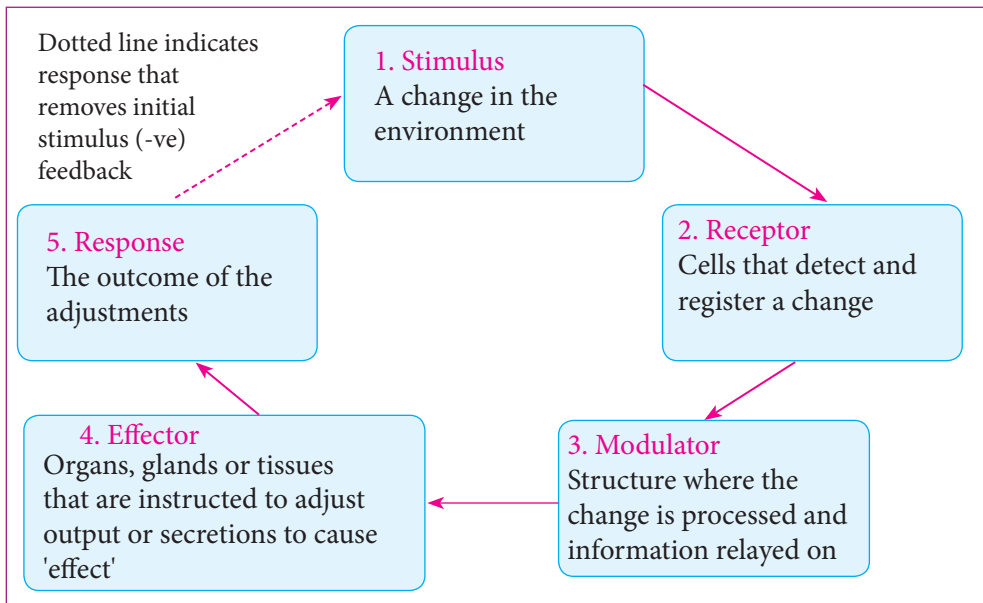 Dotted line indicates
response that
removes initial
stimulus (-ve)
feedback
1. Stimulus
A change in the
environment
2. Receptor
Cells that detect and
register a change
3. Modulator
Structure where the
change is processed and
information relayed on
4. Effector
Organs, glands or tissues
that are instructed to adjust
output or secretions to cause
'effect'
5. Response
The outcome of the
adjustments